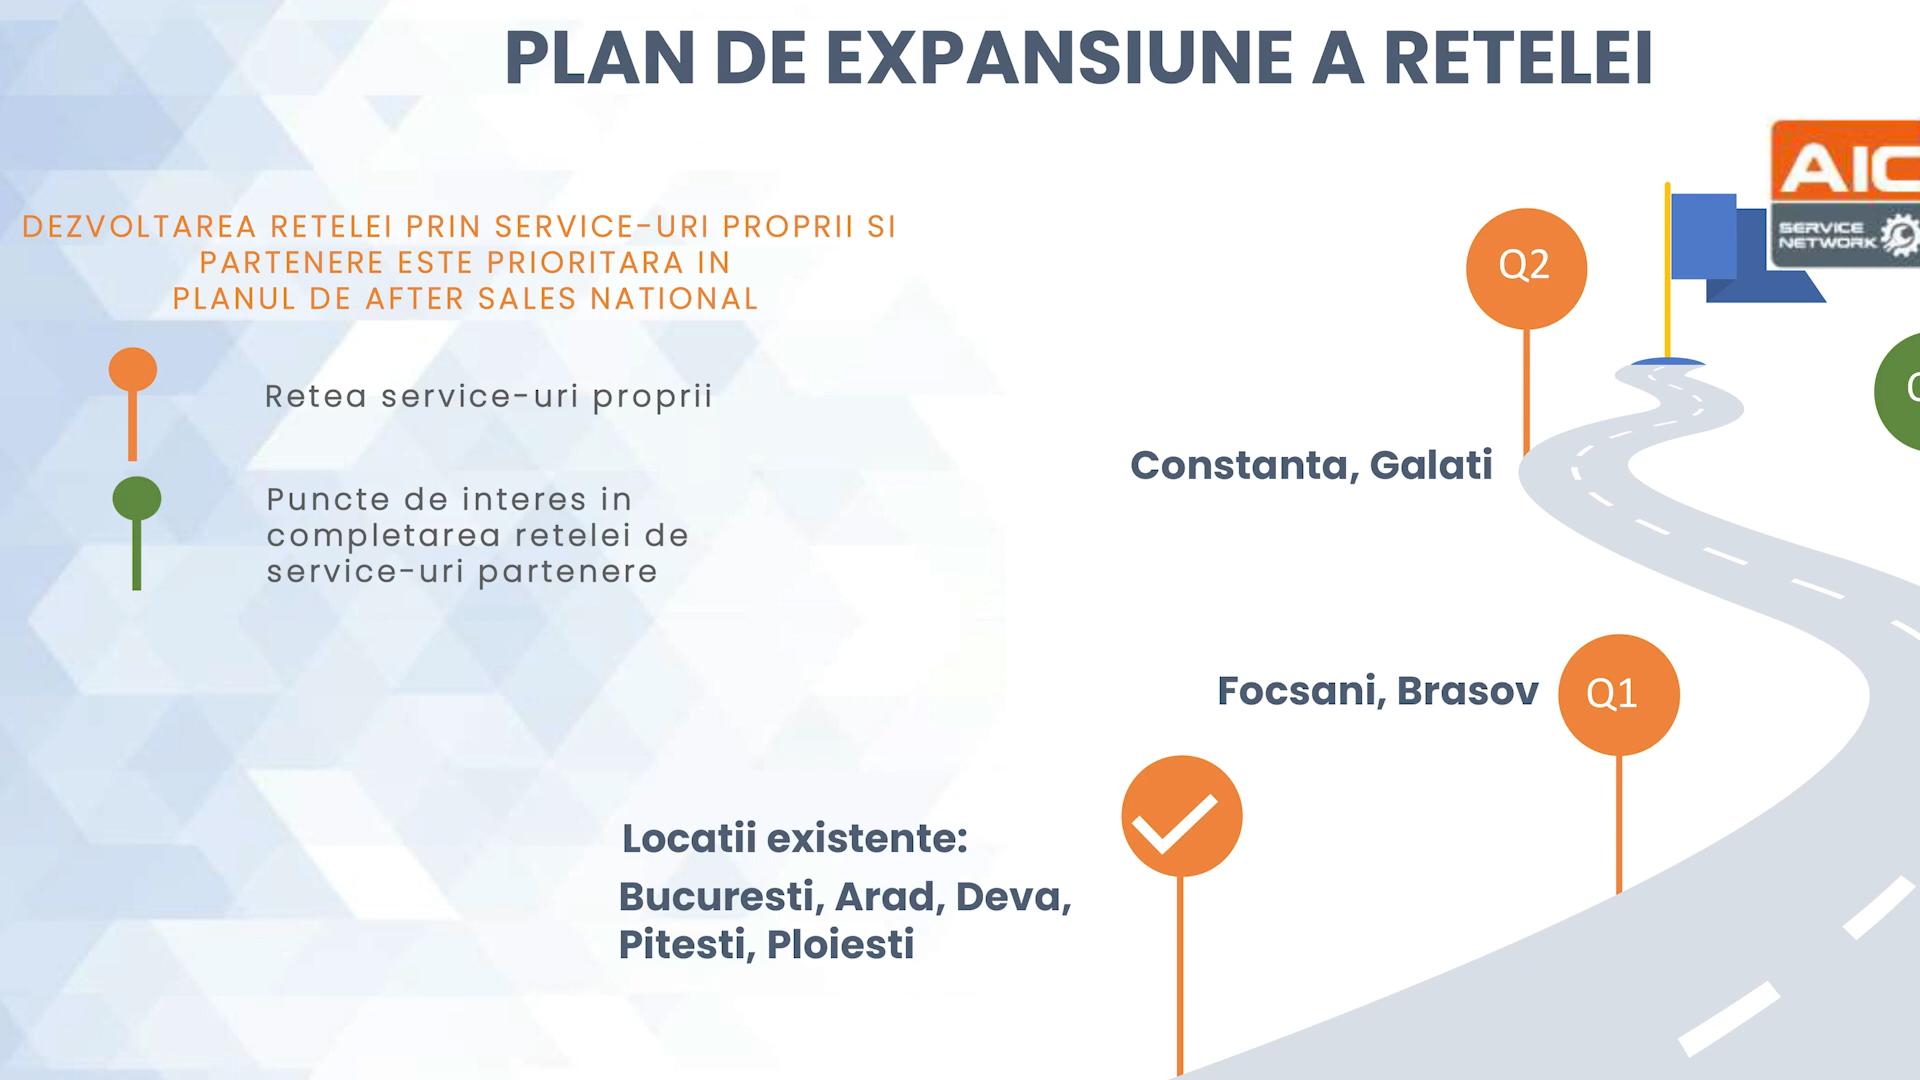 PLAN DE EXPANSIUNE A RETELEI
DEZVOLTAREA RETELEI PRIN SERVICE-URI PROPRII SI
PARTENERE ESTE PRIORITARA IN
PLANUL DE AFTER SALES NATIONAL
Retea service-uri proprii
Puncte de interes in
completarea retelei de
service-uri partenere
SERVICE
NETWORK
Q2
Constanta, Galati
Focsani, Brasov
Q1
Locatii existente:
Bucuresti, Arad, Deva,
Pitesti, Ploiesti